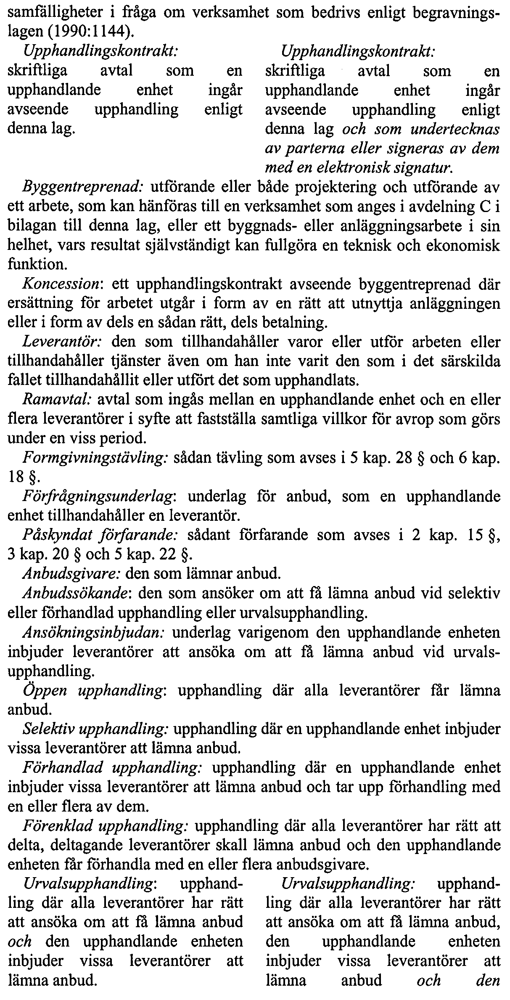 samfälligheter i fråga om verksamhet som bedrivs enligt begravnings-
lagen (1990:1144).
Upphandlingskontrakt:
skriftliga avtal som en
upphandlande enhet ingår
avseende upphandling enligt
denna lag.
Upphandlingskontrakt:
skriftliga avtal som en
upphandlande enhet ingår
avseende upphandling enligt
denna lag och som undertecknas
av parterna eller signeras av dem
med en elektronisk signatur.
Byggentreprenad: utförande eller både projektering och utförande av
ett arbete, som kan hänföras till en verksamhet som anges i avdelning C i
bilagan till denna lag, eller ett byggnads- eller anläggningsarbete i sin
helhet, vars resultat självständigt kan fullgöra en teknisk och ekonomisk
funktion.
Koncession: ett upphandlingskontrakt avseende byggentreprenad där
ersättning för arbetet utgår i form av en rätt att utnyttja anläggningen
eller i form av dels en sådan rätt, dels betalning.
Leverantör: den som tillhandahåller varor eller utför arbeten eller
tillhandahåller tjänster även om han inte varit den som i det särskilda
fallet tillhandahållit eller utfört det som upphandlats.
Ramavtal: avtal som ingås mellan en upphandlande enhet och en eller
flera leverantörer i syfte att fastställa samtliga villkor för avrop som görs
under en viss period.
Formgivningstävling: sådan tävling som avses i 5 kap. 28 § och 6 kap.
18 §.
Förfrågningsunderlag: underlag för anbud, som en upphandlande
enhet tillhandahåller en leverantör.
Påskyndat förfarande: sådant förfarande som avses i 2 kap. 15 §,
3 kap. 20 § och 5 kap. 22 §.
Anbudsgivare: den som lämnar anbud.
Anbudssökande: den som ansöker om att få lämna anbud vid selektiv
eller förhandlad upphandling eller urvalsupphandling.
Ansökningsinbjudan: underlag varigenom den upphandlande enheten
inbjuder leverantörer att ansöka om att få lämna anbud vid urvals-
upphandling.
Öppen upphandling: upphandling där alla leverantörer får lämna
anbud.
Selektiv upphandling: upphandling där en upphandlande enhet inbjuder
vissa leverantörer att lämna anbud.
Förhandlad upphandling: upphandling där en upphandlande enhet
inbjuder vissa leverantörer att lämna anbud och tar upp förhandling med
en eller flera av dem.
Förenklad upphandling: upphandling där alla leverantörer har rätt att
delta, deltagande leverantörer skall lämna anbud och den upphandlande
enheten får förhandla med en eller flera anbudsgivare.
Urvalsupphandling: upphand-
ling där alla leverantörer har rätt
att ansöka om att få lämna anbud
och den upphandlande enheten
inbjuder vissa leverantörer att
lämna anbud.
Urvalsupphandling: upphand-
ling där alla leverantörer har rätt
att ansöka om att få lämna anbud,
den upphandlande enheten
inbjuder vissa leverantörer att
lämna anbud och den